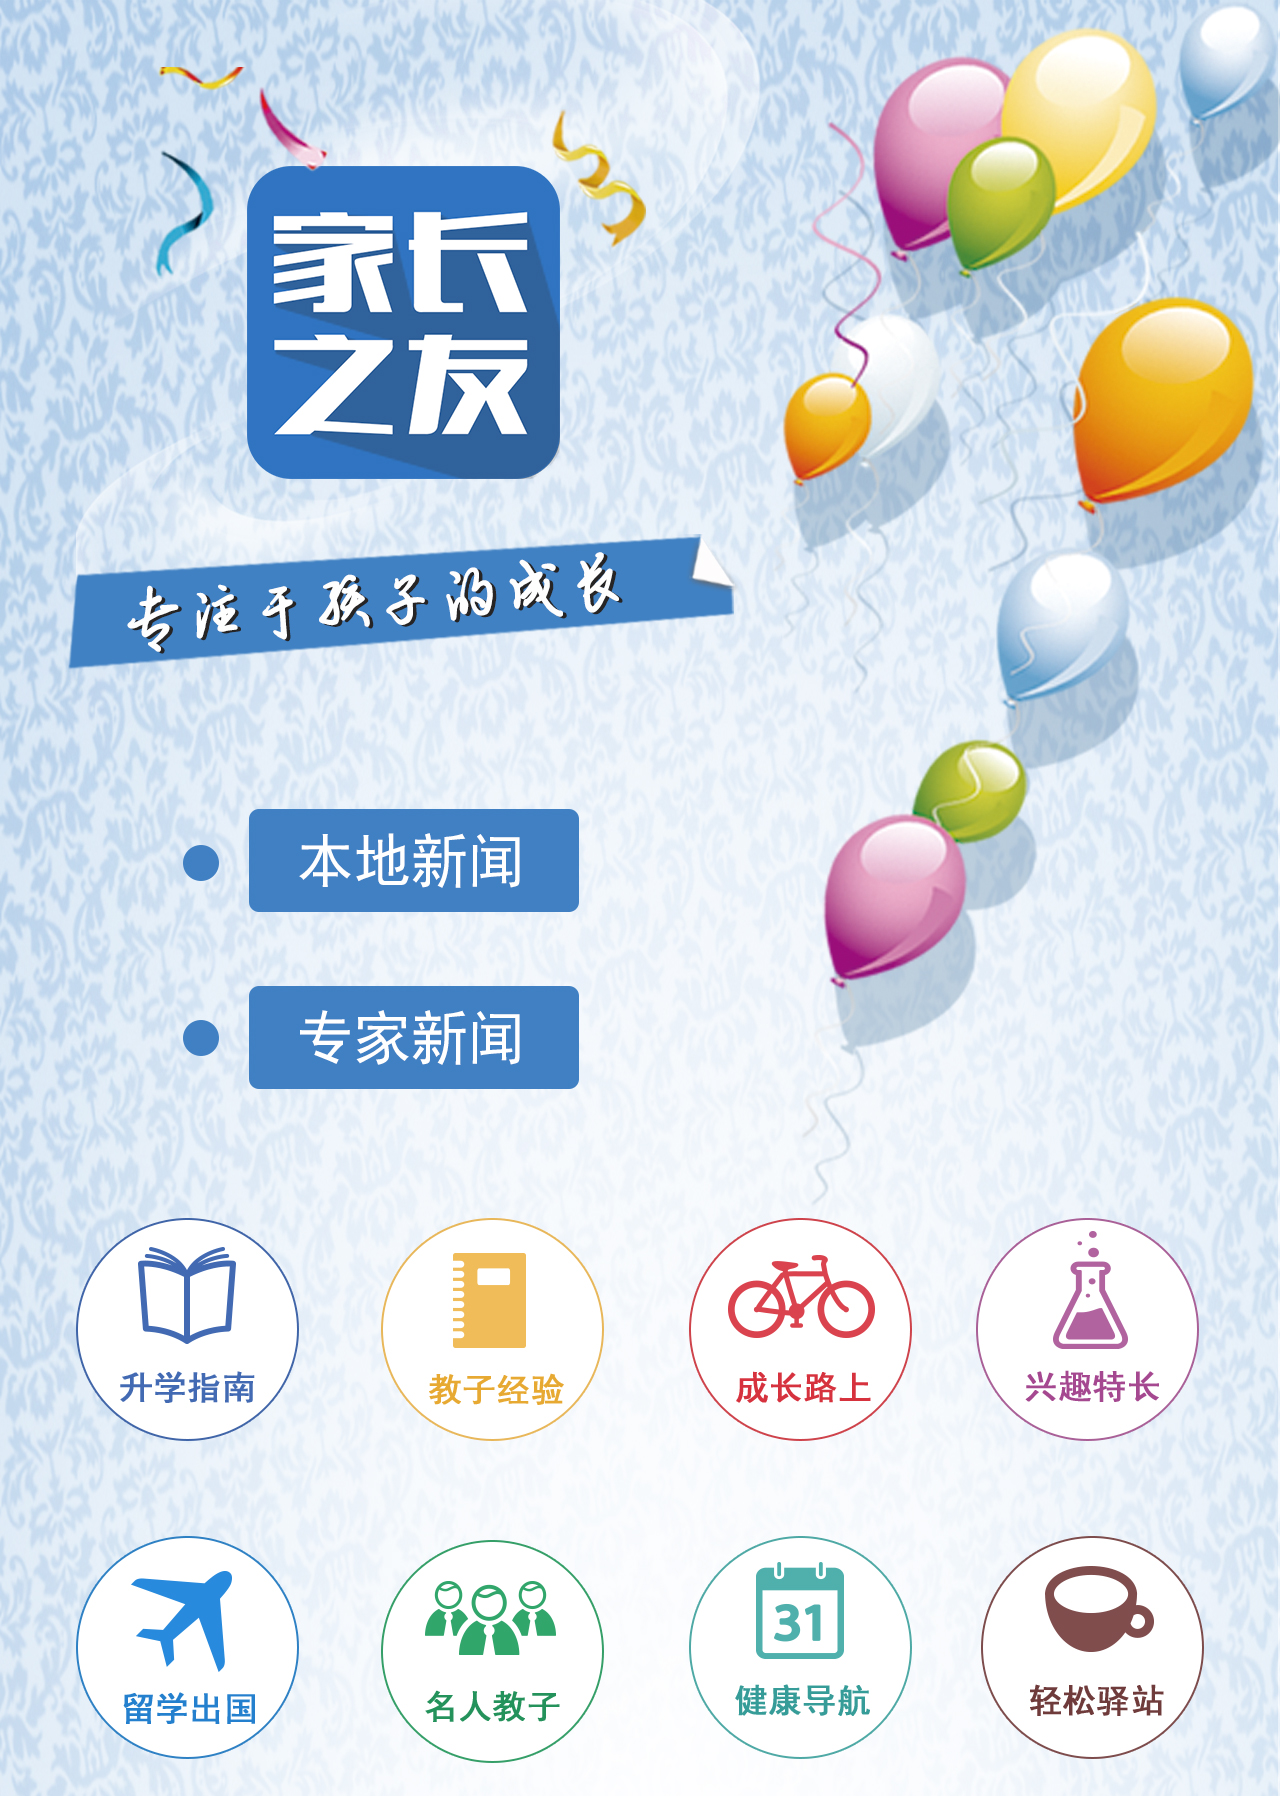 家长
之友
专注于孩子的成长
本地新闻
专家新闻
升学指南
教子经验
成长路上
兴趣特长
31
留学出国
名人教子
健康导航
轻松驿站